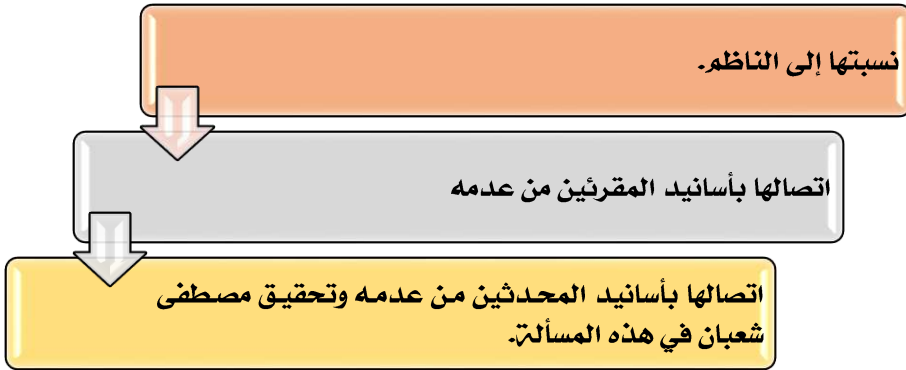 نسبتها إلى الناظم.
اتصالها بأسانيد المقرئين من عدمه
اتصالها بأسانيد المحدثين من عدمه وتحقيق مصطفى
شعبان في هذه المسألة.